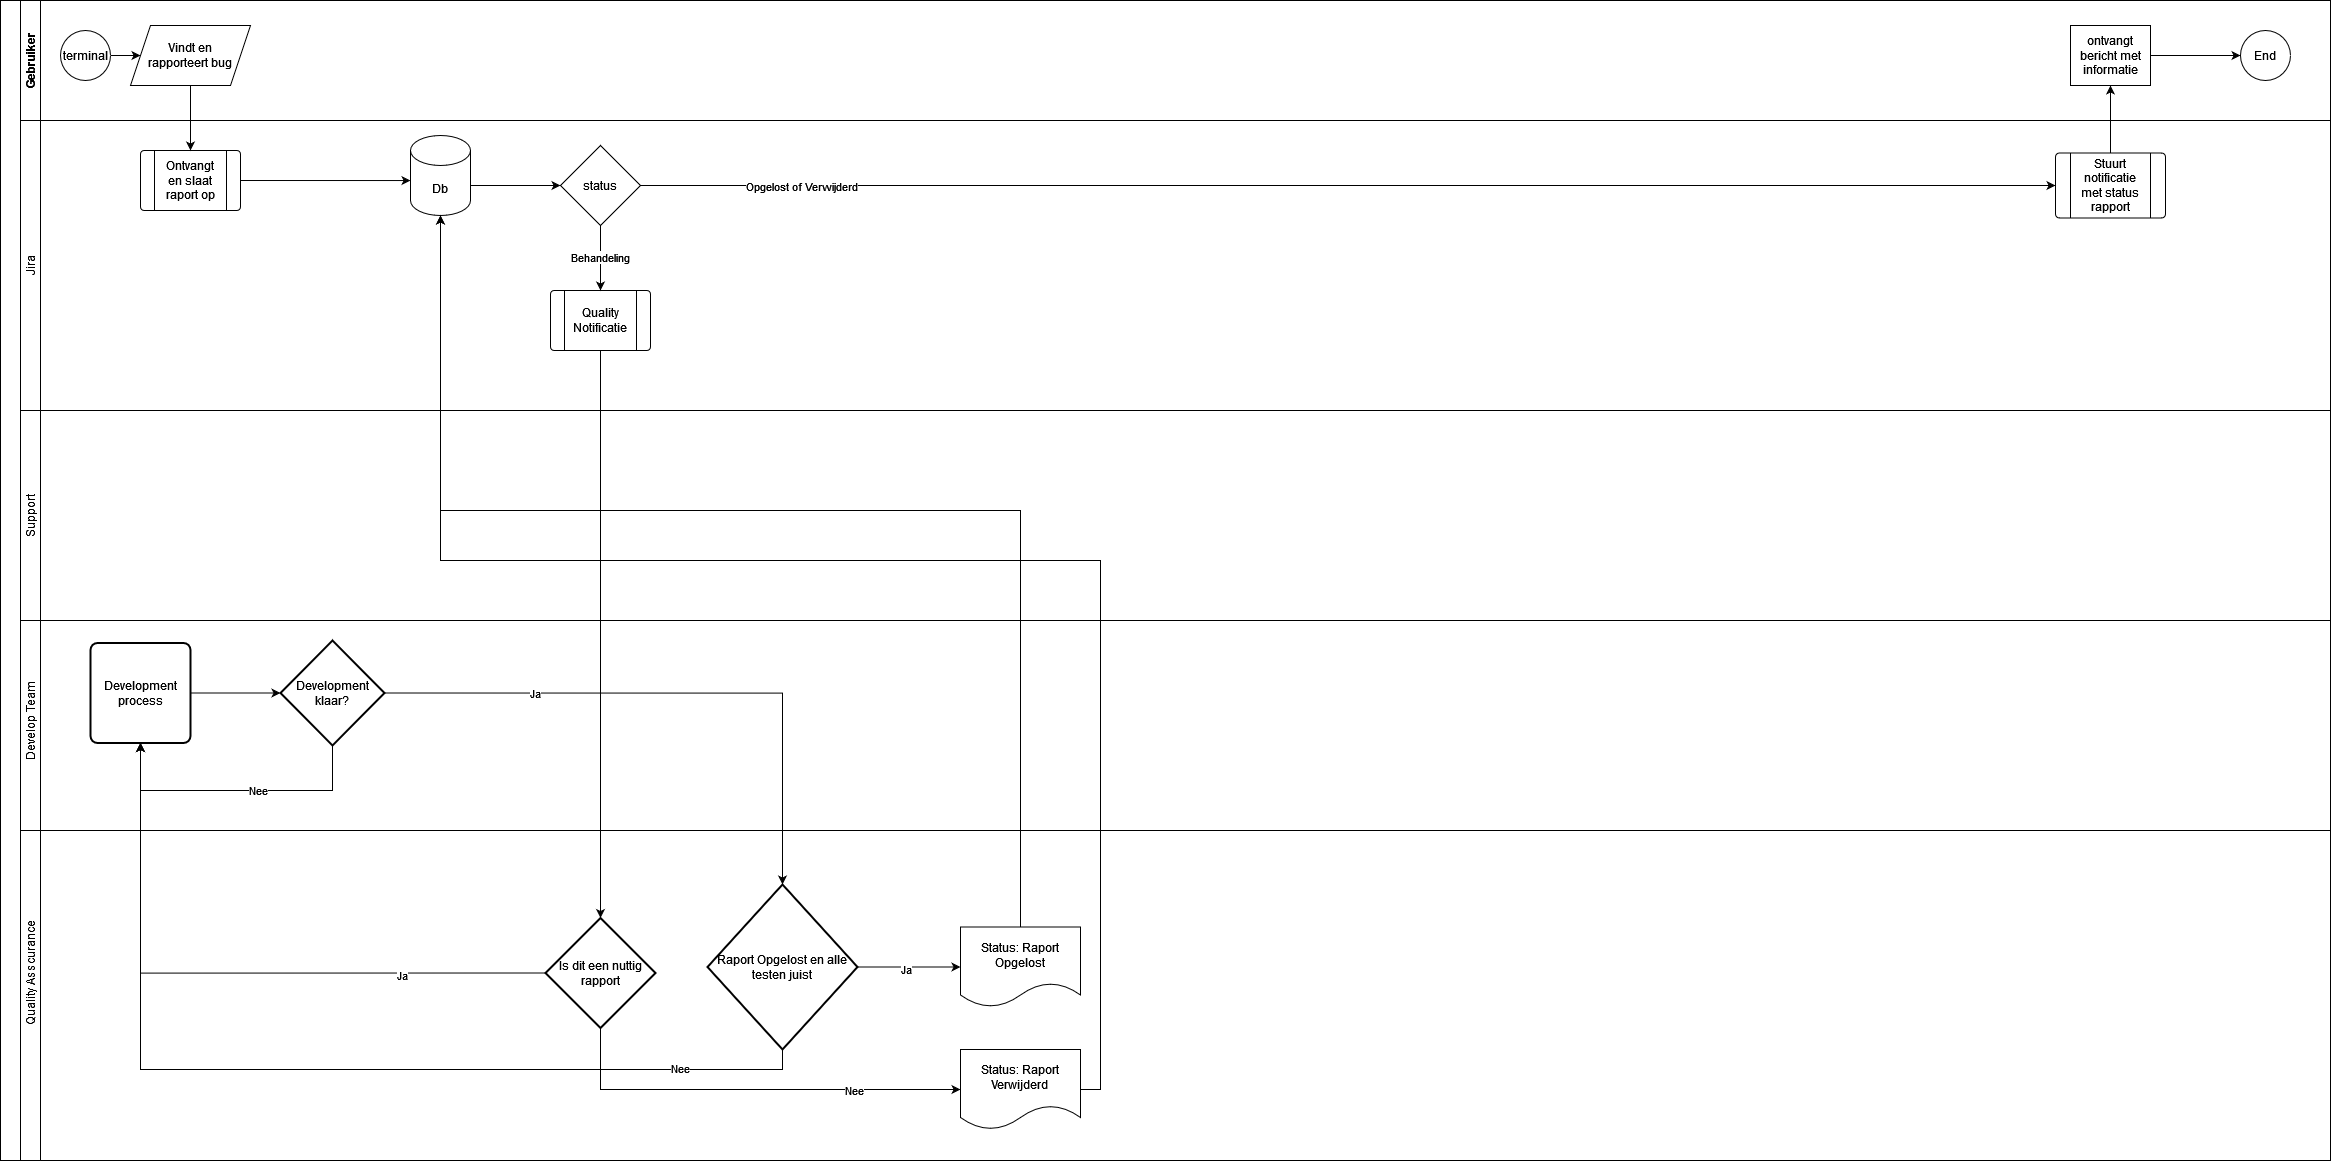 Gebruiker
terminal
Vindt en
rapporteert bug
ontvangt
bericht met
informatie
End
Jira
Ontvangt
en slaat
raport op
Db
status
Opgelost of Verwijderd
Stuurt
notificatie
met status
rapport
Behandeling
Quality
Notificatie
Support
Develop Team
Development
process
Development
klaar?
Ja
Nee
Quality Asscurance
Ja
Is dit een nuttig
rapport
Raport Opgelost en alle
testen juist
Ja
Status: Raport
Opgelost
Nee
Nee
Status: Raport
Verwijderd